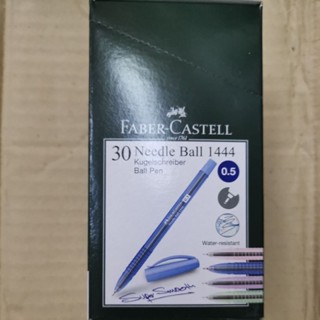 FABER-CASTELL
since 1761
30 Needle Ball 1444
Kugelschreiber
Ball Pen
0.5
Water-resistant